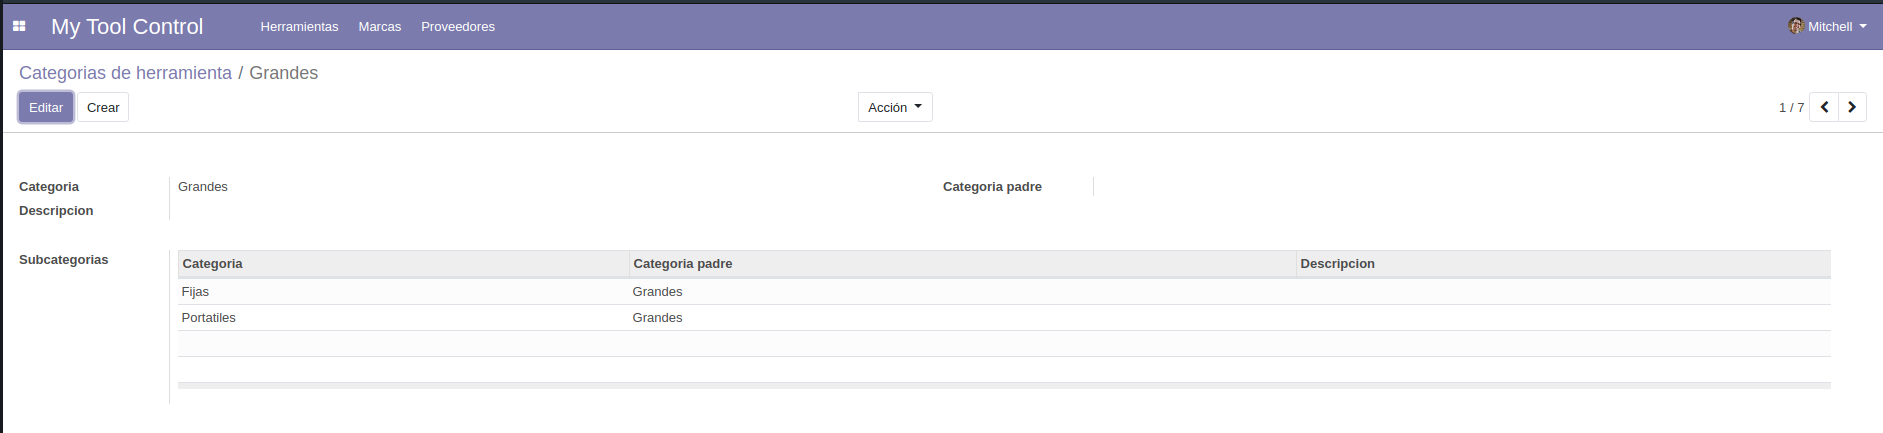 My Tool Control Herramientas Marcas Proveedores Mitchell
Categorias de herramienta / Grandes
Editar Crear Acción 1 / 7
Categoria Grandes Categoria padre
Descripcion
Subcategorias
Categoria Categoria padre Descripcion
Fijas Grandes
Portatiles Grandes